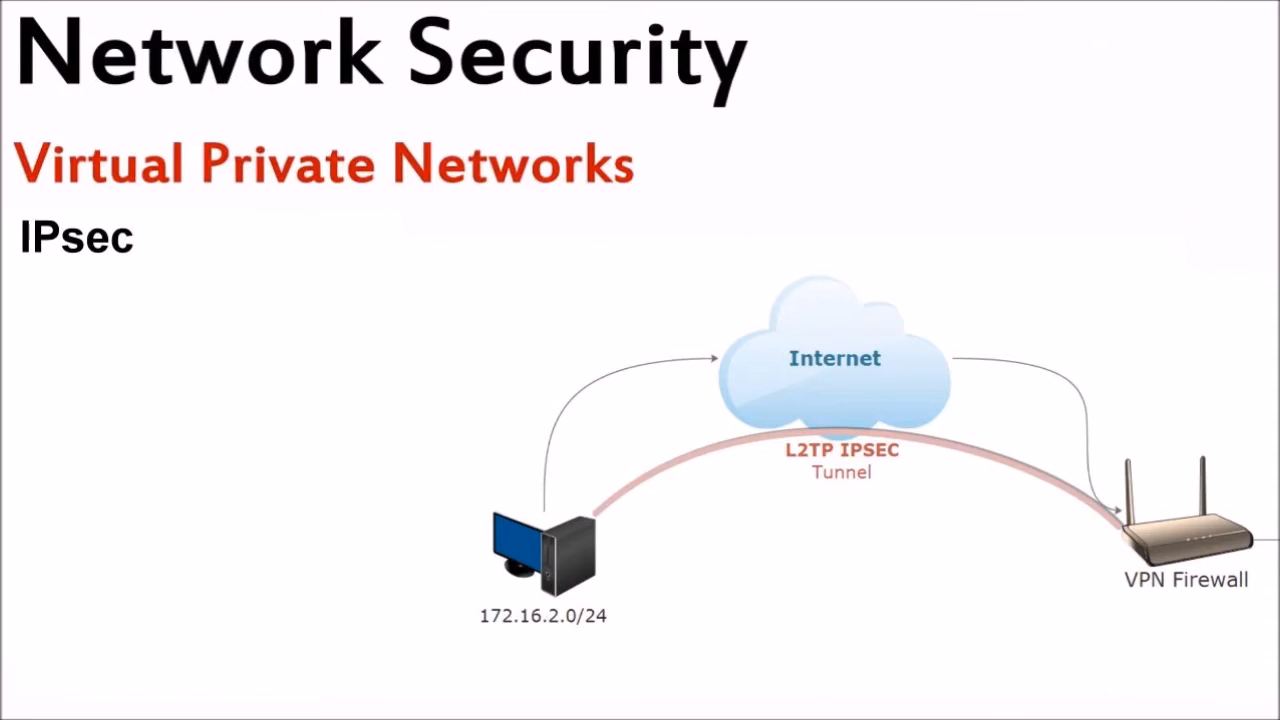 Network Security
Virtual Private Networks
IPsec
Internet
L2TP IPSEC
Tunnel
VPN Firewall
172.16.2.0/24